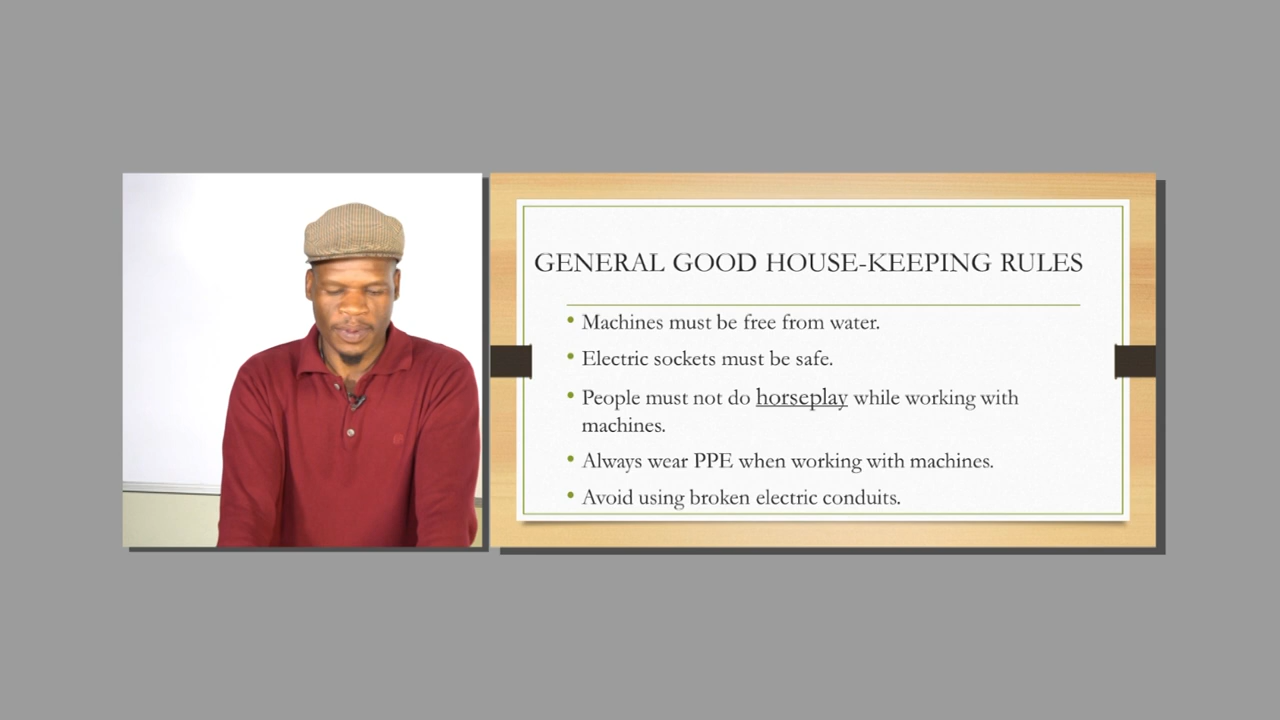 GENERAL GOOD HOUSE-KEEPING RULES
• Machines must be free from water.
• Electric sockets must be safe.
• People must not do horseplay while working with
machines.
• Always wear PPE when working with machines.
• Avoid using broken electric conduits.